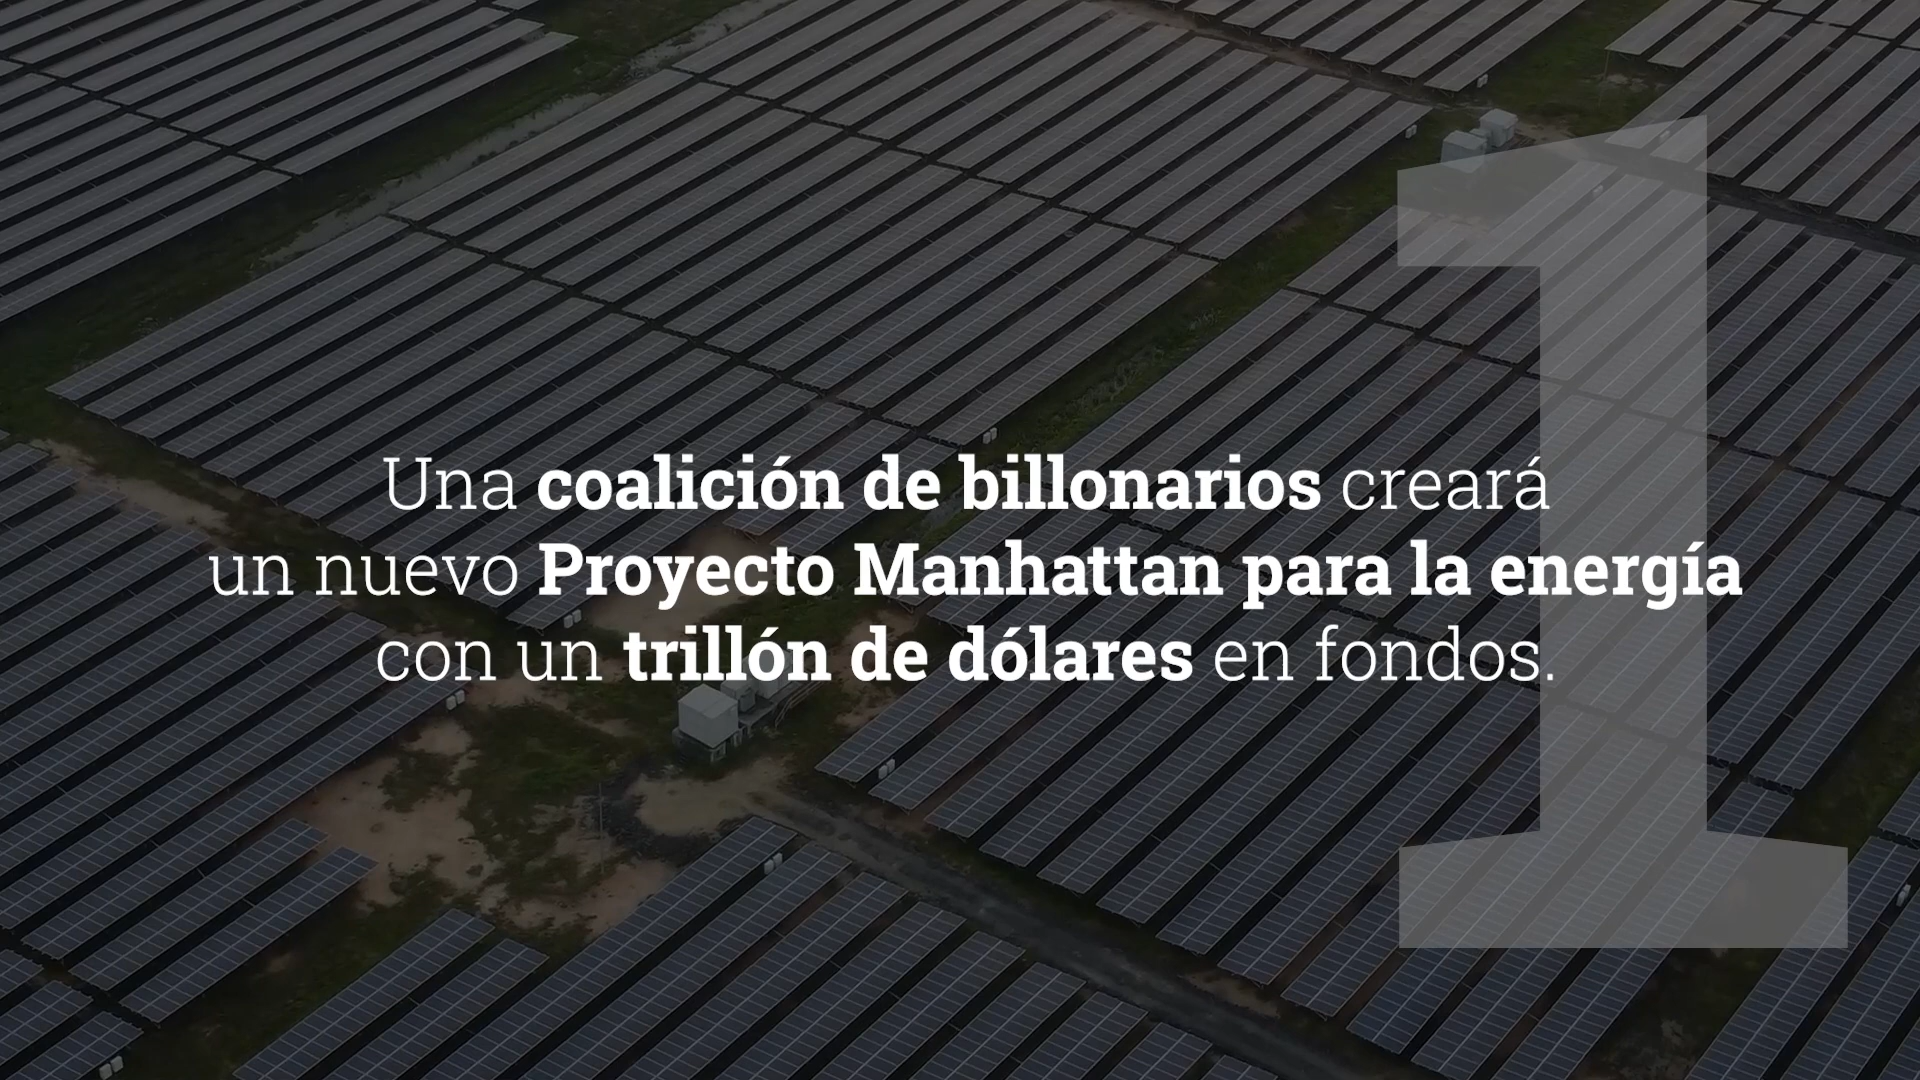 1
Una coalición de billonarios creará
un nuevo Proyecto Manhattan para la energía
con un trillón de dólares en fondos.